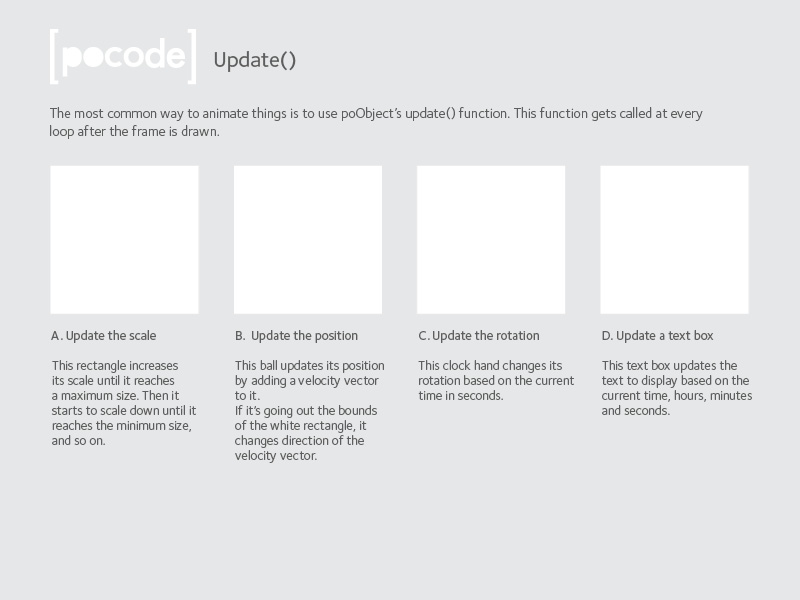 [pocode] Update()
The most common way to animate things is to use poObject's update() function. This function gets called at every
loop after the frame is drawn.
A. Update the scale
This rectangle increases
its scale until it reaches
a maximum size. Then it
starts to scale down until it
reaches the minimum size,
and so on.
B. Update the position
This ball updates its position
by adding a velocity vector
to it.
If it's going out the bounds
of the white rectangle, it
changes direction of the
velocity vector.
C. Update the rotation
This clock hand changes its
rotation based on the current
time in seconds.
D. Update a text box
This text box updates the
text to display based on the
current time, hours, minutes
and seconds.